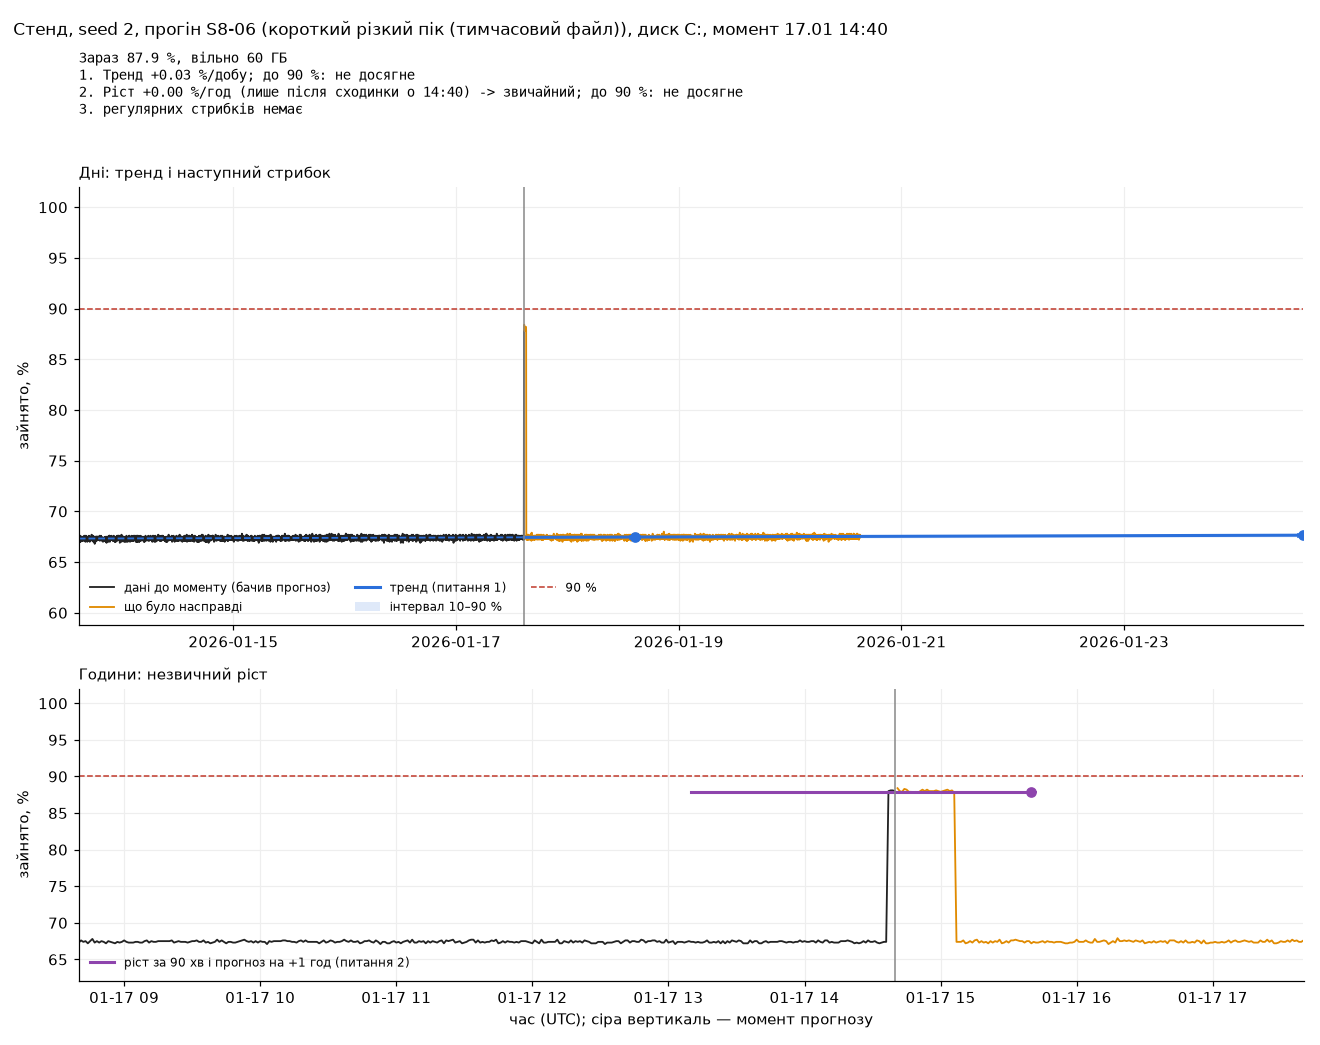 Стенд, seed 2, прогін S8-06 (короткий різкий пік (тимчасовий файл)), диск C:, момент 17.01 14:40
Зараз 87.9 %, вільно 60 ГБ
1. Тренд +0.03 %/добу; до 90 %: не досягне
2. Ріст +0.00 %/год (лише після сходинки о 14:40) -> звичайний; до 90 %: не досягне
3. регулярних стрибків немає
Дні: тренд і наступний стрибок
100
95
90
85
80
75
70
65
60
зайнято, %
дані до моменту (бачив прогноз)
що було насправді
тренд (питання 1)
інтервал 10–90 %
90 %
2026-01-15
2026-01-17
2026-01-19
2026-01-21
2026-01-23
Години: незвичний ріст
100
95
90
85
80
75
70
65
зайнято, %
ріст за 90 хв і прогноз на +1 год (питання 2)
01-17 09
01-17 10
01-17 11
01-17 12
01-17 13
01-17 14
01-17 15
01-17 16
01-17 17
час (UTC); сіра вертикаль — момент прогнозу